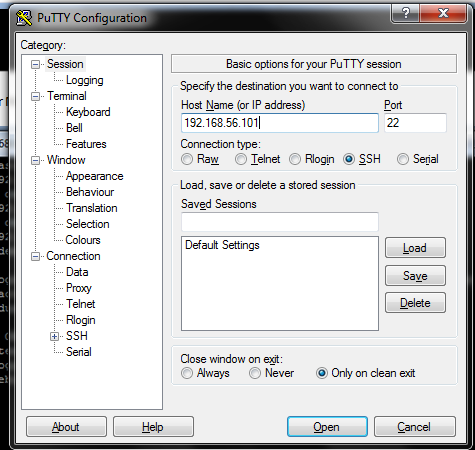 PuTTY Configuration
Category:
Session
Logging
Terminal
Keyboard
Bell
Features
Window
Appearance
Behaviour
Translation
Selection
Colours
Connection
Data
Proxy
Telnet
Rlogin
SSH
Serial
Basic options for your PuTTY session
Specify the destination you want to connect to
Host Name (or IP address) Port
192.168.56.101 22
Connection type:
Raw Telnet Rlogin SSH Serial
Load, save or delete a stored session
Saved Sessions
Default Settings
Load
Save
Delete
Close window on exit:
Always Never Only on clean exit
About Help Open Cancel